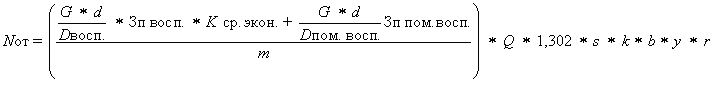 Nот = ( ( G * d / Dвосп. * Зп восп. * K ср. экон. + G * d / Dпом. восп. Зп пом.восп. ) / m ) * Q * 1,302 * s * k * b * y * r